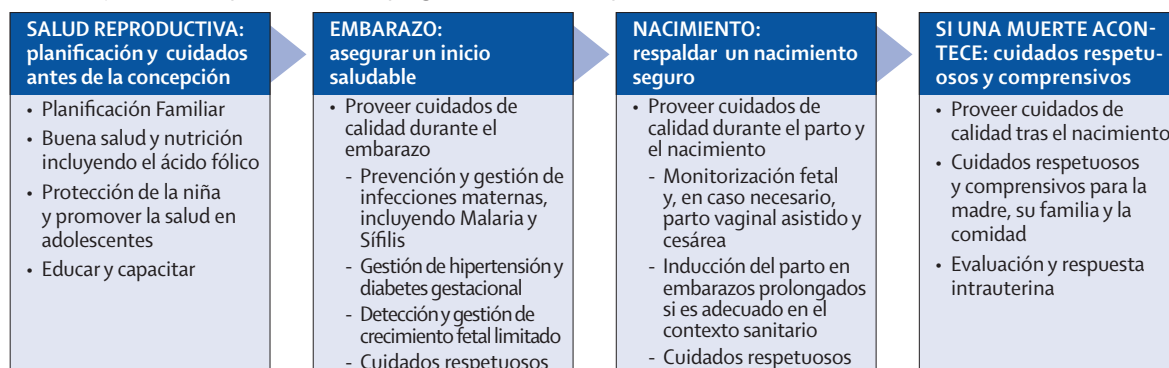 SALUD REPRODUCTIVA:
planificación y cuidados
antes de la concepción
• Planificación Familiar
• Buena salud y nutrición
incluyendo el ácido fólico
• Protección de la niña
y promover la salud en
adolescentes
• Educar y capacitar
EMBARAZO:
asegurar un inicio
saludable
• Proveer cuidados de
calidad durante el
embarazo
- Prevención y gestión de
infecciones maternas,
incluyendo Malaria y
Sífilis
- Gestión de hipertensión y
diabetes gestacional
- Detección y gestión de
crecimiento fetal limitado
- Cuidados respetuosos
NACIMIENTO:
respaldar un nacimiento
seguro
• Proveer cuidados de
calidad durante el parto y
el nacimiento
- Monitorización fetal
y, en caso necesario,
parto vaginal asistido y
cesárea
- Inducción del parto en
embarazos prolongados
si es adecuado en el
contexto sanitario
- Cuidados respetuosos
SI UNA MUERTE ACON-
TECE: cuidados respetu-
osos y comprensivos
• Proveer cuidados de
calidad tras el nacimiento
• Cuidados respetuosos
y comprensivos para la
madre, su familia y la
comidad
• Evaluación y respuesta
intrauterina